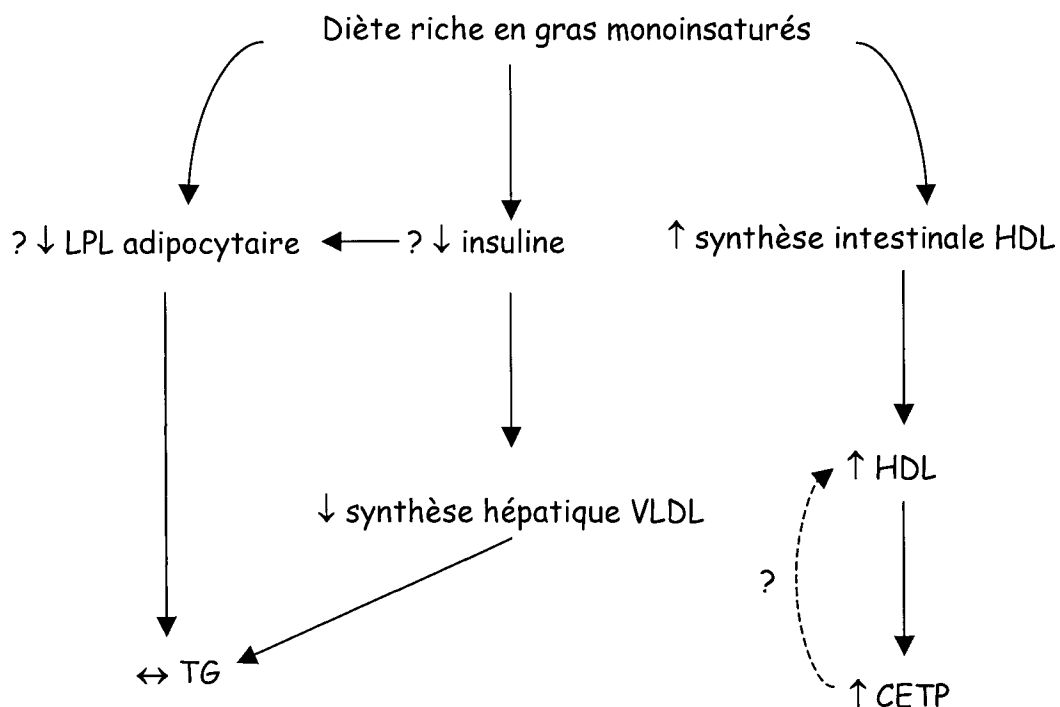 Diète riche en gras monoinsaturés
? ↓ LPL adipocytaire
? ↓ insuline
↑ synthèse intestinale HDL
↑ HDL
↓ synthèse hépatique VLDL
?
↔ TG
↑ CETP